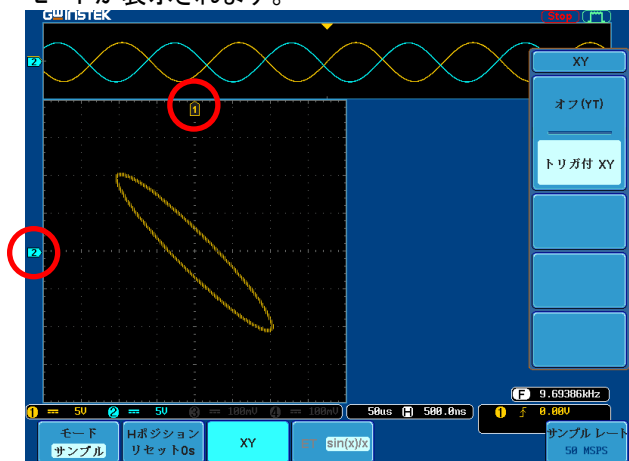 モードが表示されます。
GWINSTEK
Stop
2
XY
オフ(YT)
1
トリガ付 XY
2
F 9.69386kHz
1 5V 2 5V 3 100mV 4 100mV 50us H 500.0ns 1 0.00V
モード
サンプル
Hポジション
リセット0s
XY
sin(x)/x
サンプル レート
50 MSPS